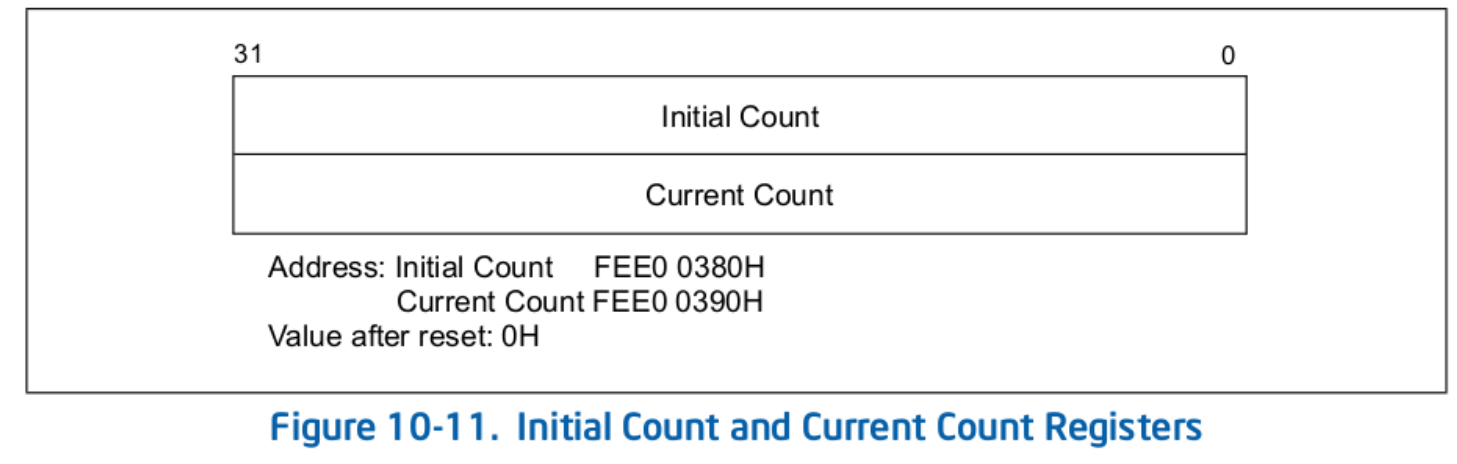 31 0
Initial Count
Current Count
Address: Initial Count FEE0 0380H
Current Count FEE0 0390H
Value after reset: 0H
Figure 10-11. Initial Count and Current Count Registers